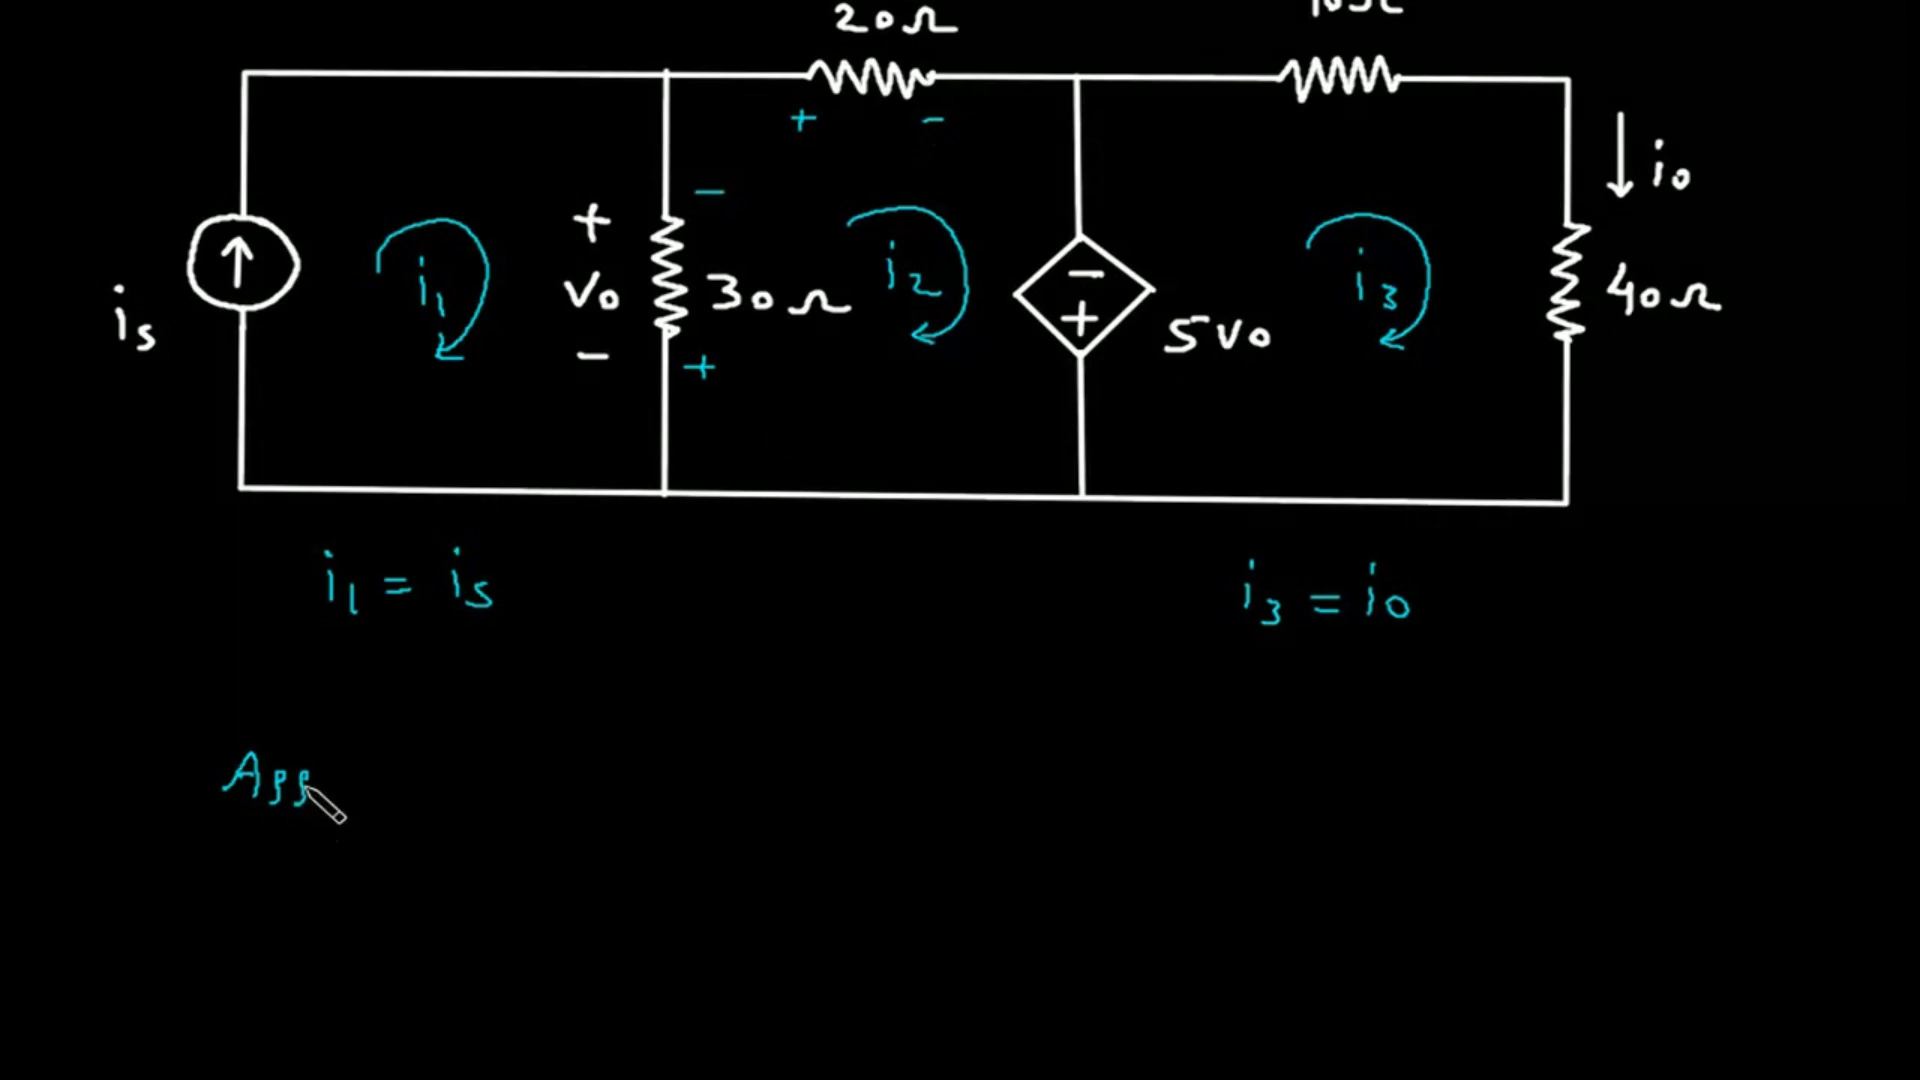 20Ω
+ -
i₀
-
+
i₁
v₀
30Ω
i₂
-
+
5v₀
i₃
40Ω
iₛ
-
+
i₁ = iₛ
i₃ = i₀
App